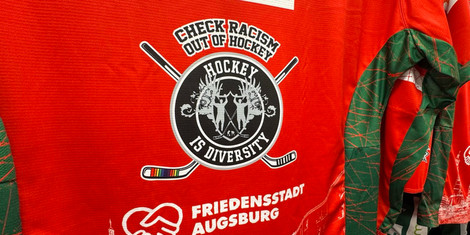 CHECK RACISM
OUT OF HOCKEY
HOCKEY
IS DIVERSITY
FRIEDENSSTADT
AUGSBURG